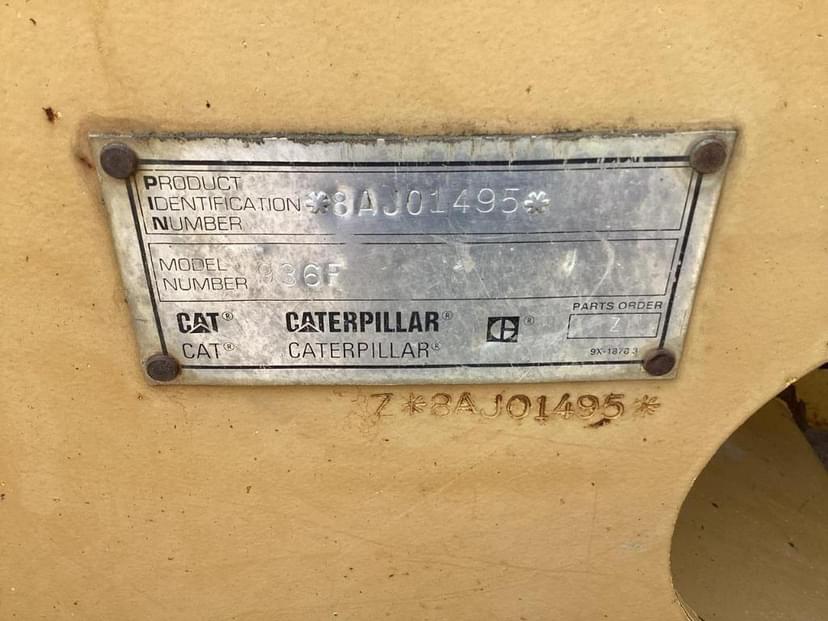 PRODUCT
IDENTIFICATION *8AJ01495*
NUMBER
MODEL
NUMBER 936F
CAT® CATERPILLAR® ®
PARTS ORDER
Z
CAT® CATERPILLAR®
Z*8AJ01495*